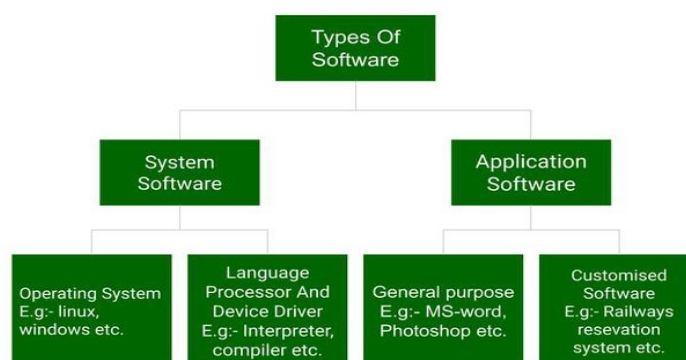 Types Of
Software
System
Software
Application
Software
Operating System
E.g:- linux,
windows etc.
Language
Processor And
Device Driver
E.g:- Interpreter,
compiler etc.
General purpose
E.g:- MS-word,
Photoshop etc.
Customised
Software
E.g:- Railways
resevation
system etc.